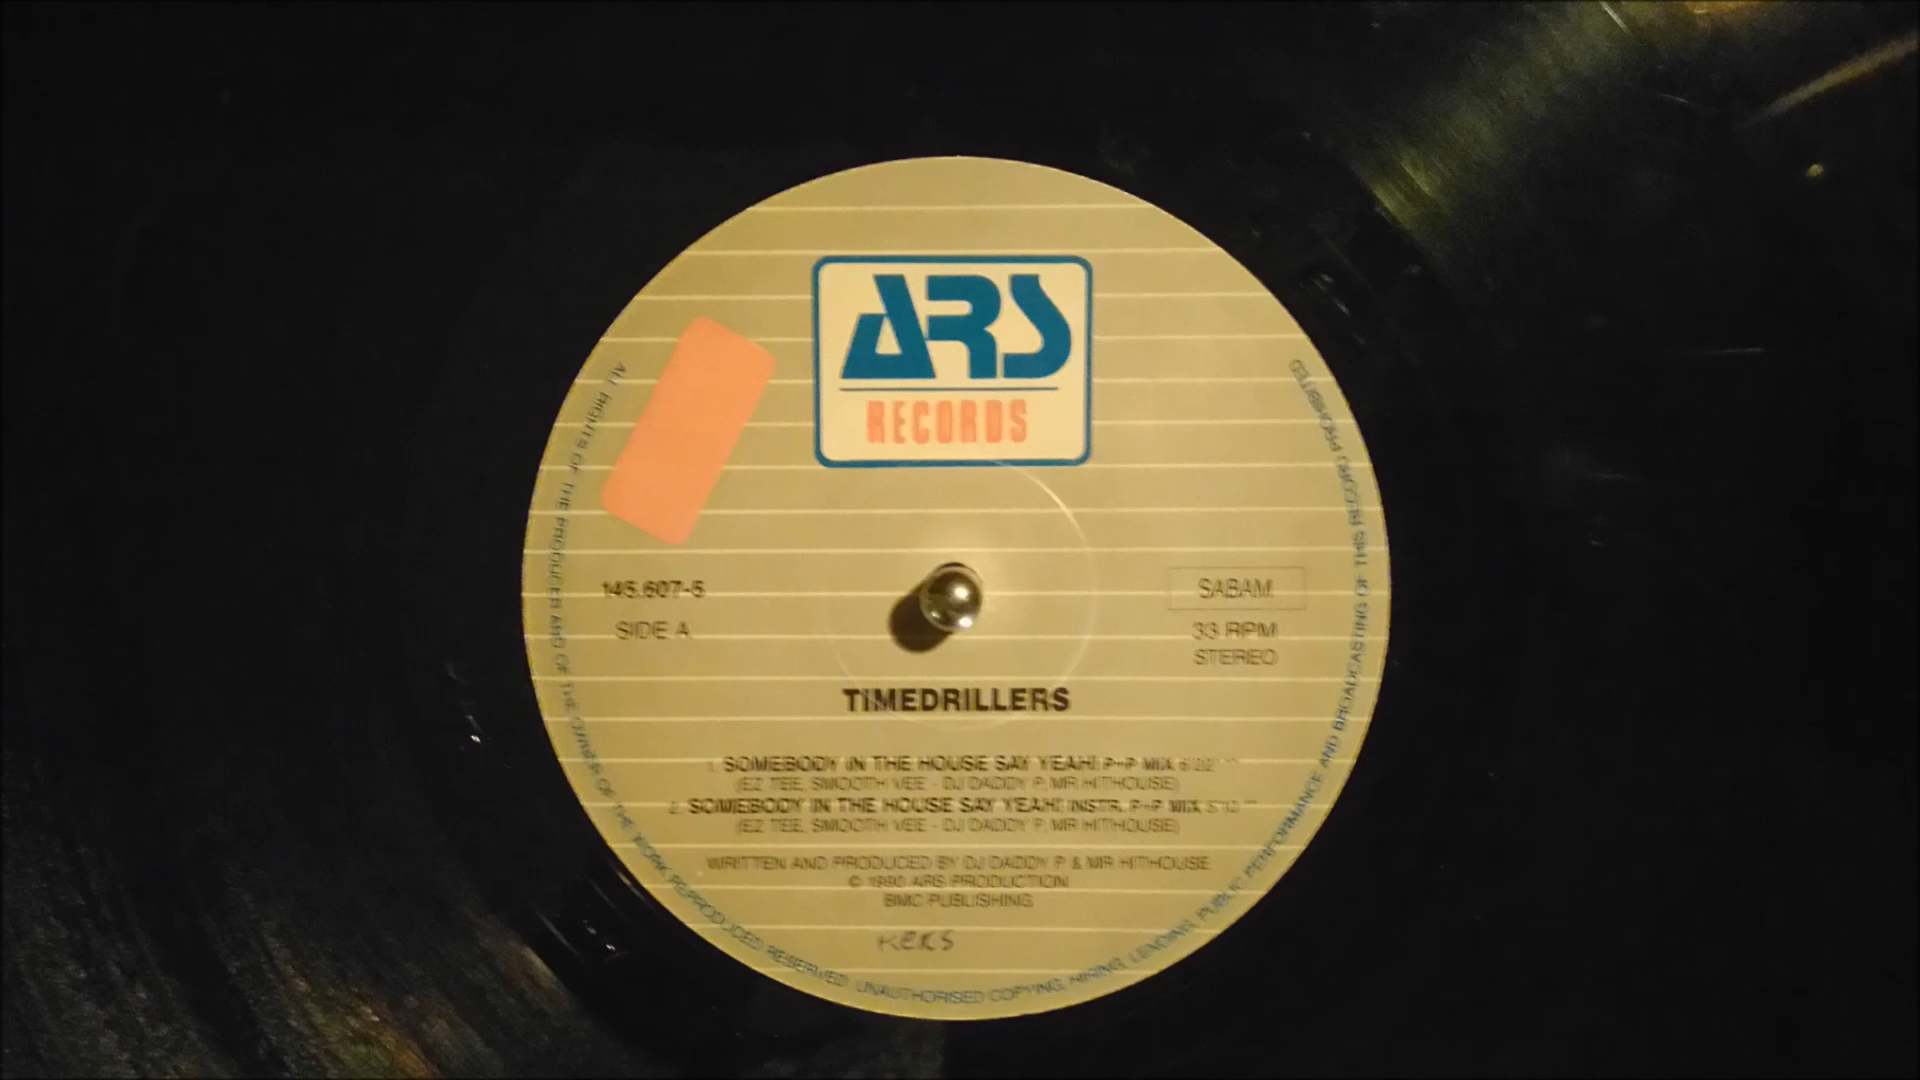 ARS
RECORDS
145.607-5
SIDE A
SABAM
33 RPM
STEREO
TIMEDRILLERS
1. SOMEBODY IN THE HOUSE SAY YEAH! P+P MIX 6'22''
(EZ TEE, SMOOTH VEE - DJ DADDY P, MR HITHOUSE)
2. SOMEBODY IN THE HOUSE SAY YEAH! INSTR. P+P MIX
(EZ TEE, SMOOTH VEE - DJ DADDY P, MR HITHOUSE)
WRITTEN AND PRODUCED BY DJ DADDY P & MR HITHOUSE
© 1990 ARS PRODUCTION
BMC PUBLISHING
KEKS
ALL RIGHTS OF THE PRODUCER AND OF THE OWNER OF THE WORK REPRODUCED RESERVED. UNAUTHORISED COPYING, HIRING, LENDING, PUBLIC PERFORMANCE AND BROADCASTING OF THIS RECORD PROHIBITED